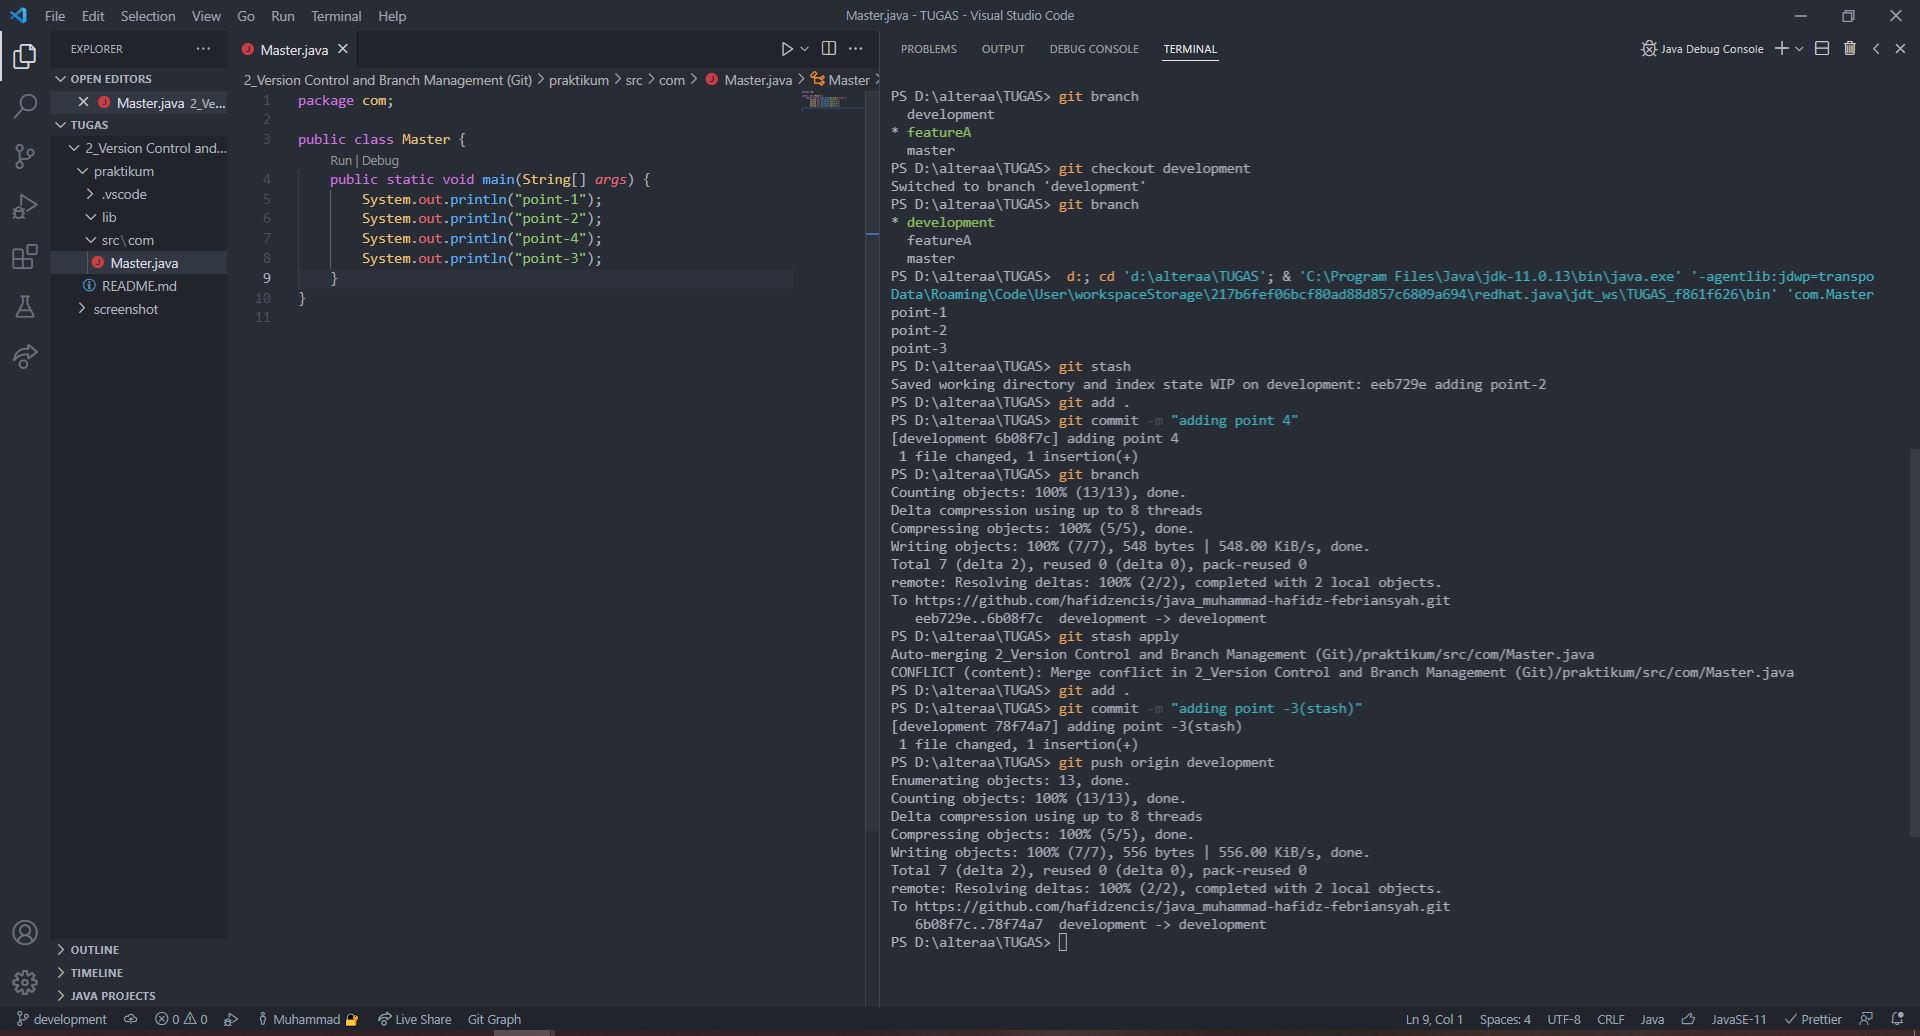 File Edit Selection View Go Run Terminal Help
Master.java - TUGAS - Visual Studio Code
EXPLORER
OPEN EDITORS
Master.java 2_Ve...
TUGAS
2_Version Control and...
praktikum
.vscode
lib
src\com
Master.java
README.md
screenshot
OUTLINE
TIMELINE
JAVA PROJECTS
Master.java
2_Version Control and Branch Management (Git) > praktikum > src > com > Master.java > Master >
1 package com;
2
3 public class Master {
Run | Debug
4 public static void main(String[] args) {
5 System.out.println("point-1");
6 System.out.println("point-2");
7 System.out.println("point-4");
8 System.out.println("point-3");
9 }
10 }
11
PROBLEMS OUTPUT DEBUG CONSOLE TERMINAL
Java Debug Console
PS D:\alteraa\TUGAS> git branch
development
* featureA
master
PS D:\alteraa\TUGAS> git checkout development
Switched to branch 'development'
PS D:\alteraa\TUGAS> git branch
* development
featureA
master
PS D:\alteraa\TUGAS> d:; cd 'd:\alteraa\TUGAS'; & 'C:\Program Files\Java\jdk-11.0.13\bin\java.exe' '-agentlib:jdwp=transpo
Data\Roaming\Code\User\workspaceStorage\217b6fef06bcf80ad88d857c6809a694\redhat.java\jdt_ws\TUGAS_f861f626\bin' 'com.Master
point-1
point-2
point-3
PS D:\alteraa\TUGAS> git stash
Saved working directory and index state WIP on development: eeb729e adding point-2
PS D:\alteraa\TUGAS> git add .
PS D:\alteraa\TUGAS> git commit -m "adding point 4"
[development 6b08f7c] adding point 4
1 file changed, 1 insertion(+)
PS D:\alteraa\TUGAS> git branch
Counting objects: 100% (13/13), done.
Delta compression using up to 8 threads
Compressing objects: 100% (5/5), done.
Writing objects: 100% (7/7), 548 bytes | 548.00 KiB/s, done.
Total 7 (delta 2), reused 0 (delta 0), pack-reused 0
remote: Resolving deltas: 100% (2/2), completed with 2 local objects.
To https://github.com/hafidzencis/java_muhammad-hafidz-febriansyah.git
eeb729e..6b08f7c development -> development
PS D:\alteraa\TUGAS> git stash apply
Auto-merging 2_Version Control and Branch Management (Git)/praktikum/src/com/Master.java
CONFLICT (content): Merge conflict in 2_Version Control and Branch Management (Git)/praktikum/src/com/Master.java
PS D:\alteraa\TUGAS> git add .
PS D:\alteraa\TUGAS> git commit -m "adding point -3(stash)"
[development 78f74a7] adding point -3(stash)
1 file changed, 1 insertion(+)
PS D:\alteraa\TUGAS> git push origin development
Enumerating objects: 13, done.
Counting objects: 100% (13/13), done.
Delta compression using up to 8 threads
Compressing objects: 100% (5/5), done.
Writing objects: 100% (7/7), 556 bytes | 556.00 KiB/s, done.
Total 7 (delta 2), reused 0 (delta 0), pack-reused 0
remote: Resolving deltas: 100% (2/2), completed with 2 local objects.
To https://github.com/hafidzencis/java_muhammad-hafidz-febriansyah.git
6b08f7c..78f74a7 development -> development
PS D:\alteraa\TUGAS>
development 0 0 Muhammad Live Share Git Graph
Ln 9, Col 1 Spaces: 4 UTF-8 CRLF Java JavaSE-11 Prettier